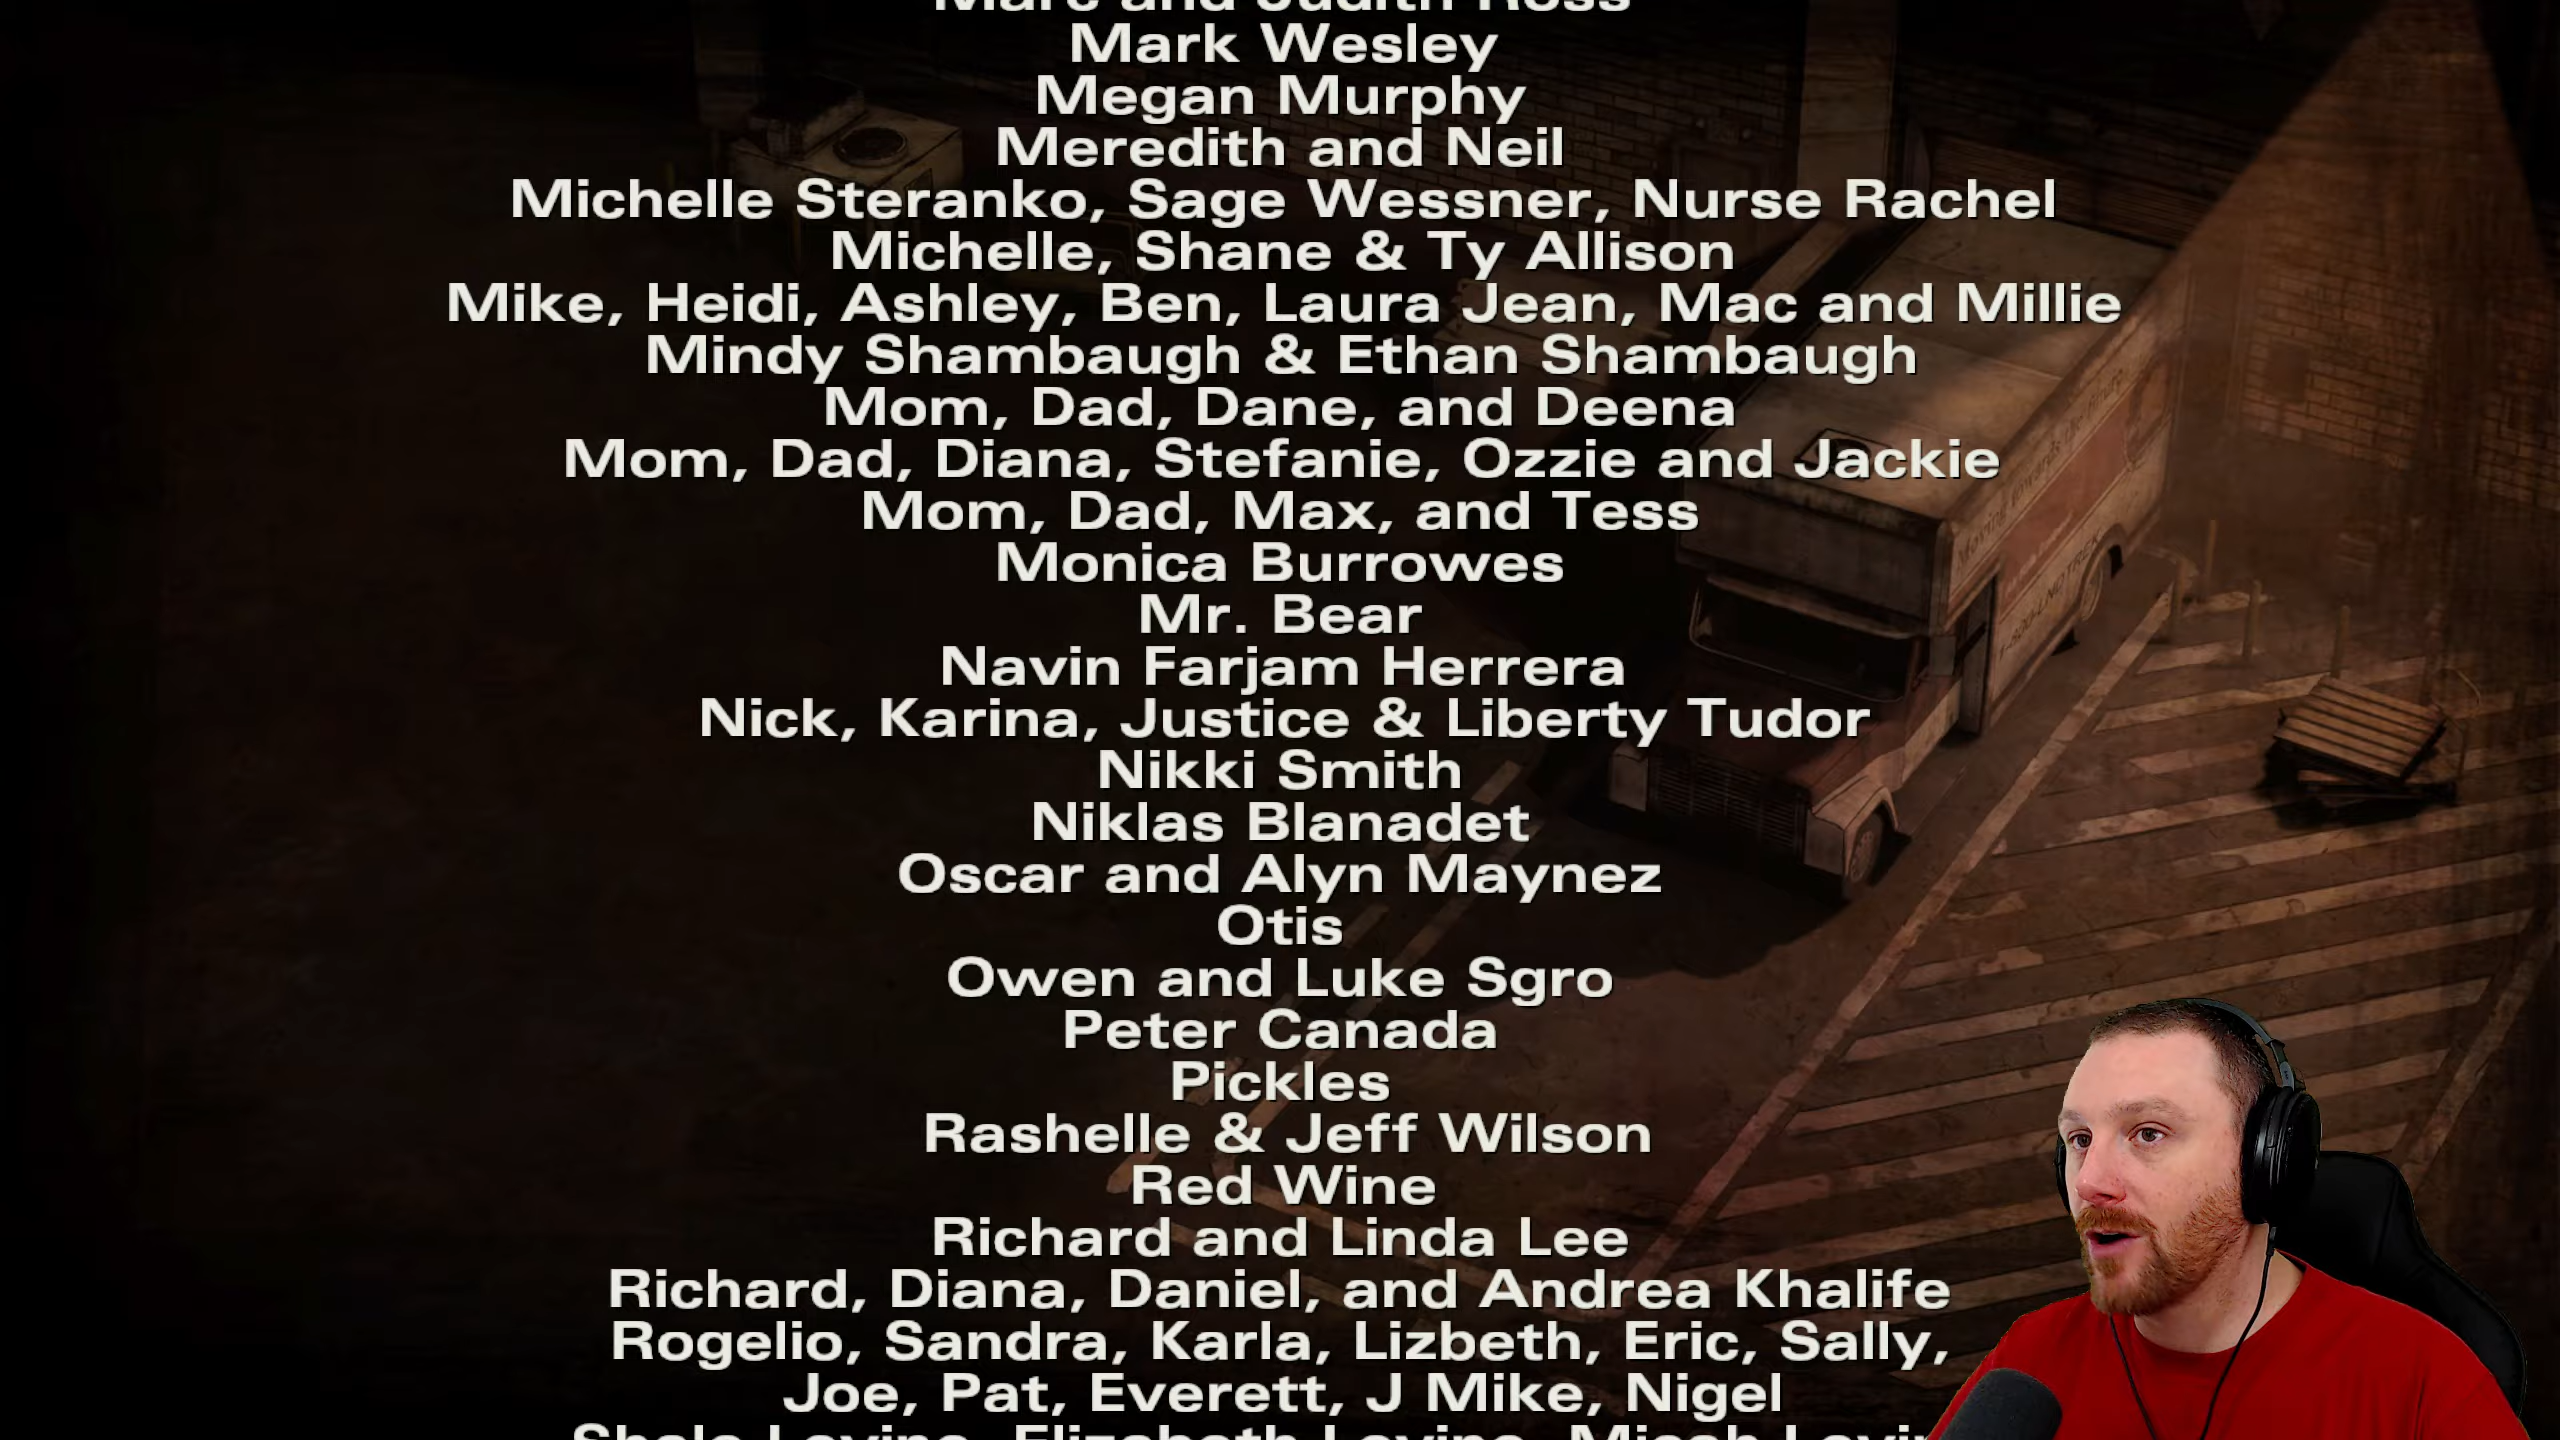 Marc and Judith Ross
Mark Wesley
Megan Murphy
Meredith and Neil
Michelle Steranko, Sage Wessner, Nurse Rachel
Michelle, Shane & Ty Allison
Mike, Heidi, Ashley, Ben, Laura Jean, Mac and Millie
Mindy Shambaugh & Ethan Shambaugh
Mom, Dad, Dane, and Deena
Mom, Dad, Diana, Stefanie, Ozzie and Jackie
Mom, Dad, Max, and Tess
Monica Burrowes
Mr. Bear
Navin Farjam Herrera
Nick, Karina, Justice & Liberty Tudor
Nikki Smith
Niklas Blanadet
Oscar and Alyn Maynez
Otis
Owen and Luke Sgro
Peter Canada
Pickles
Rashelle & Jeff Wilson
Red Wine
Richard and Linda Lee
Richard, Diana, Daniel, and Andrea Khalife
Rogelio, Sandra, Karla, Lizbeth, Eric, Sally,
Joe, Pat, Everett, J Mike, Nigel
Elizabeth